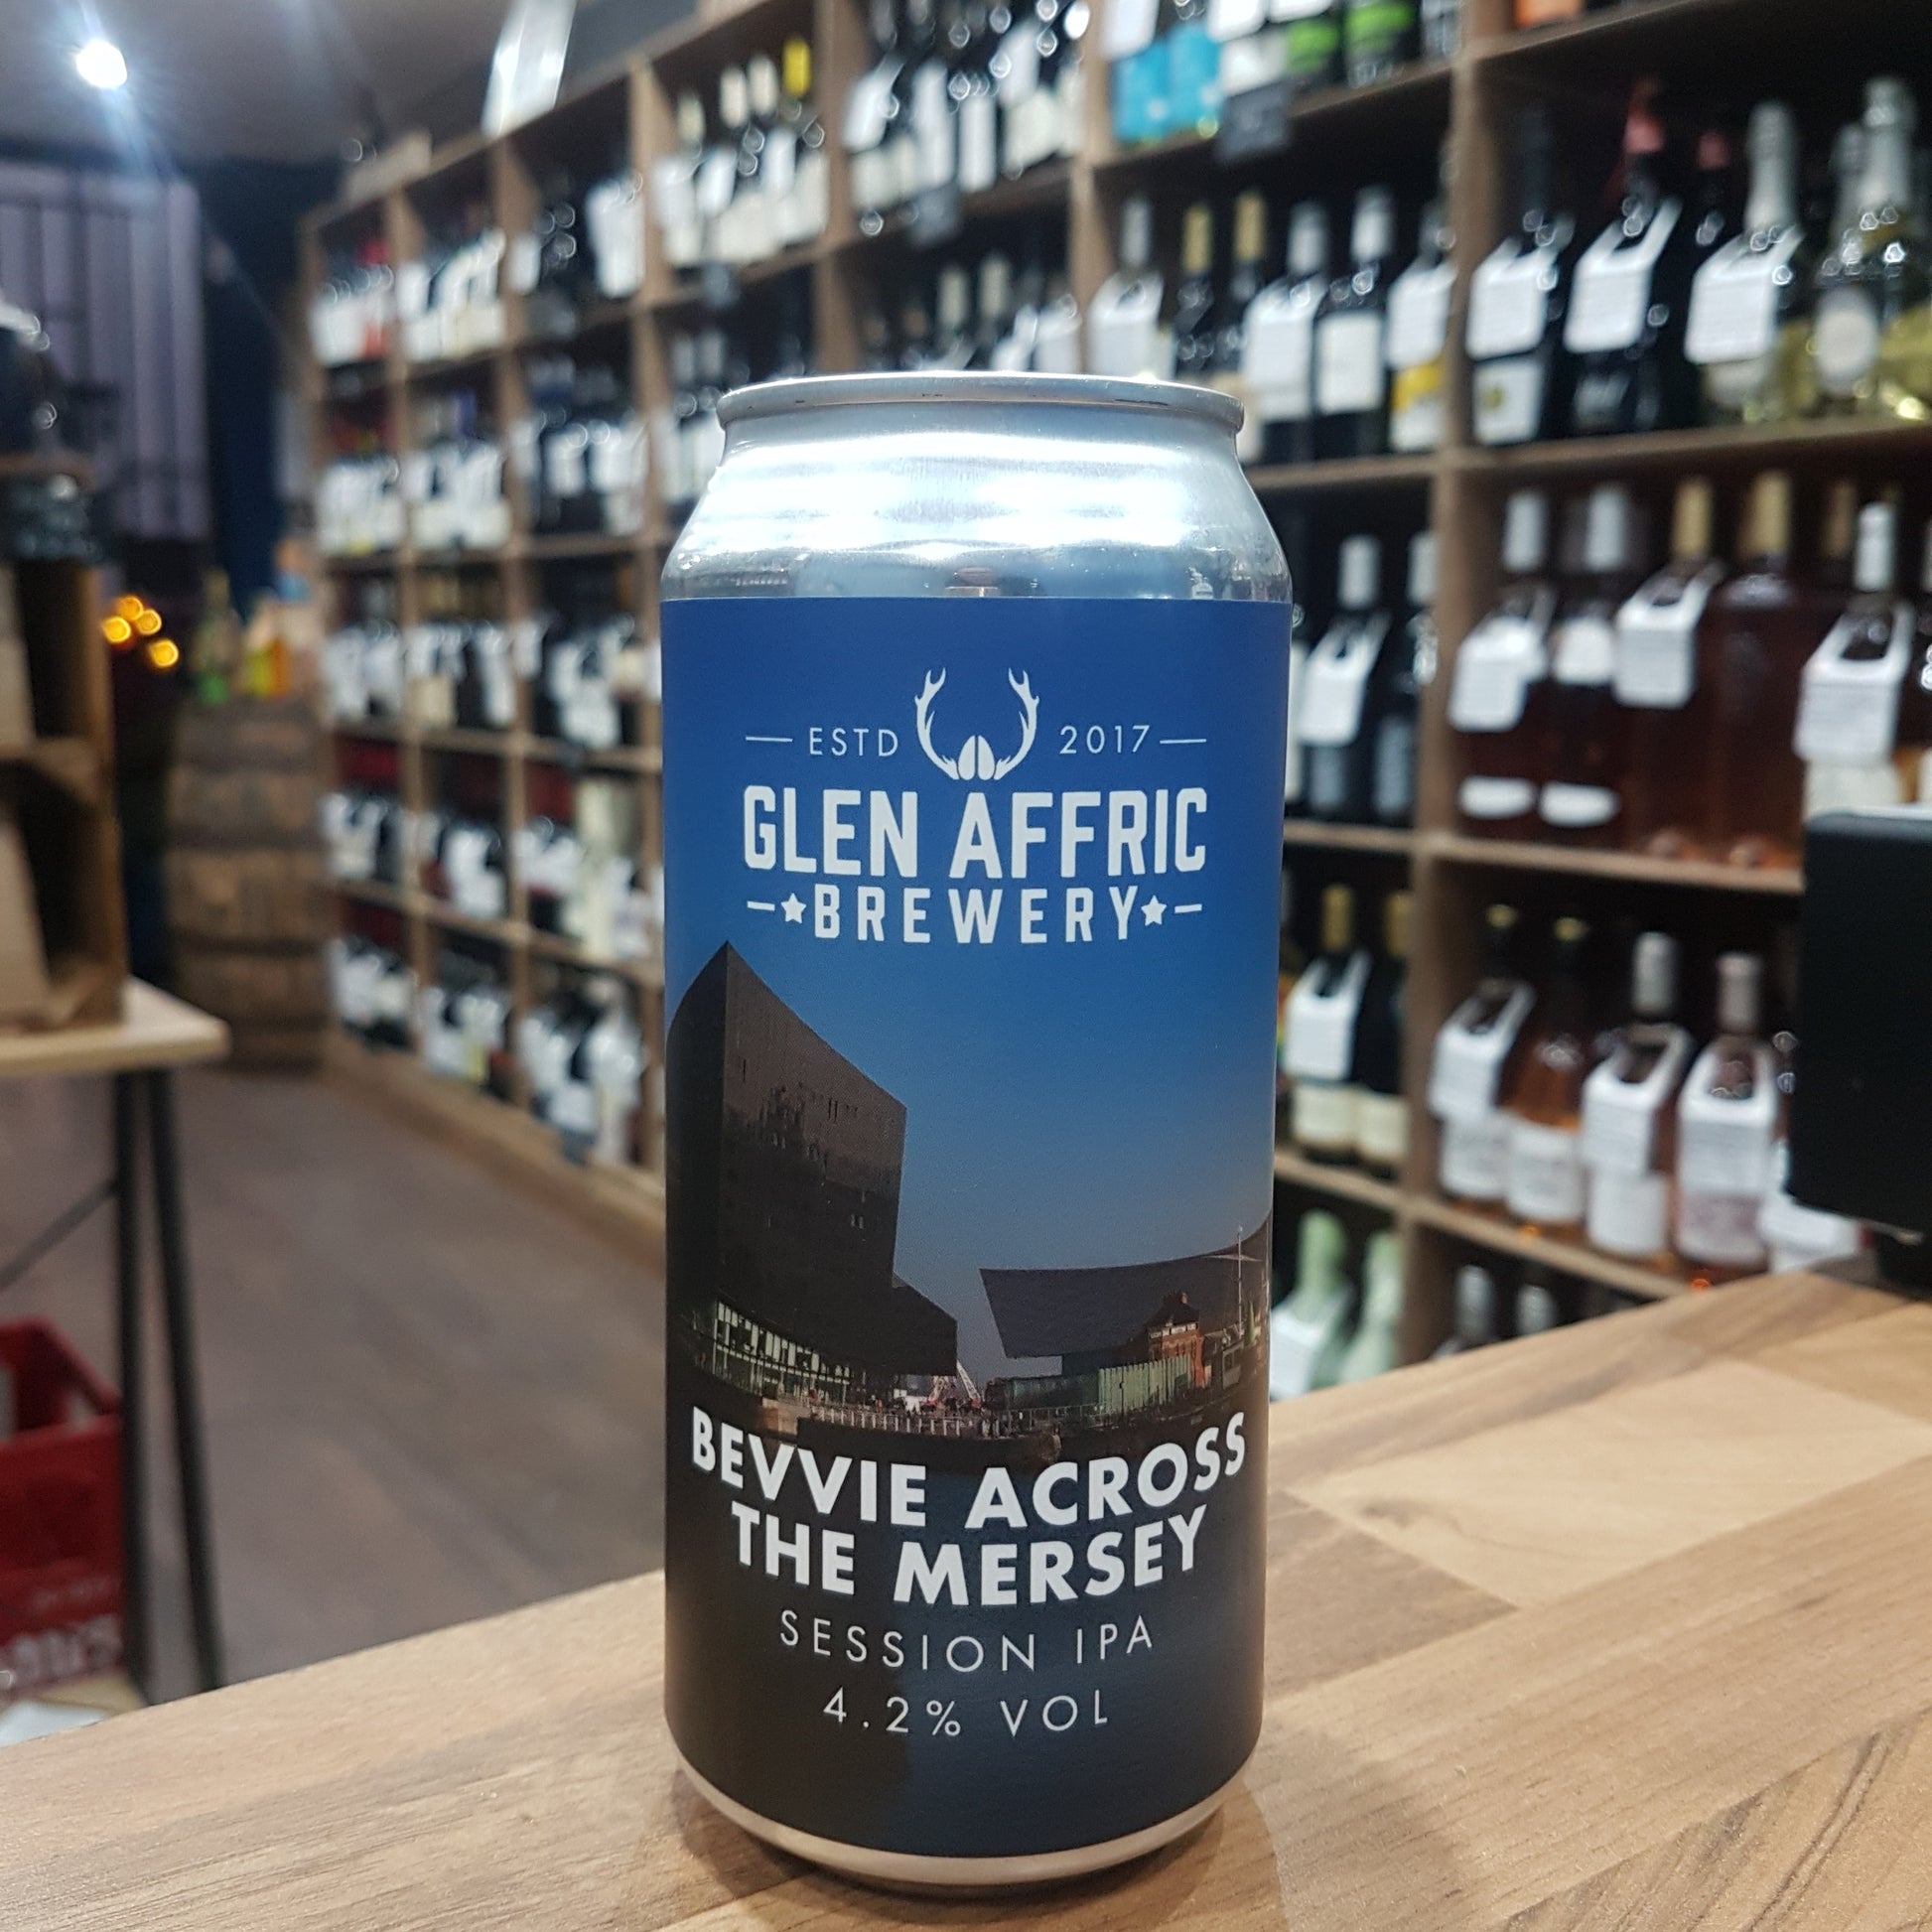 ESTD 2017
GLEN AFFRIC
BREWERY
BEVVIE ACROSS
THE MERSEY
SESSION IPA
4.2% VOL